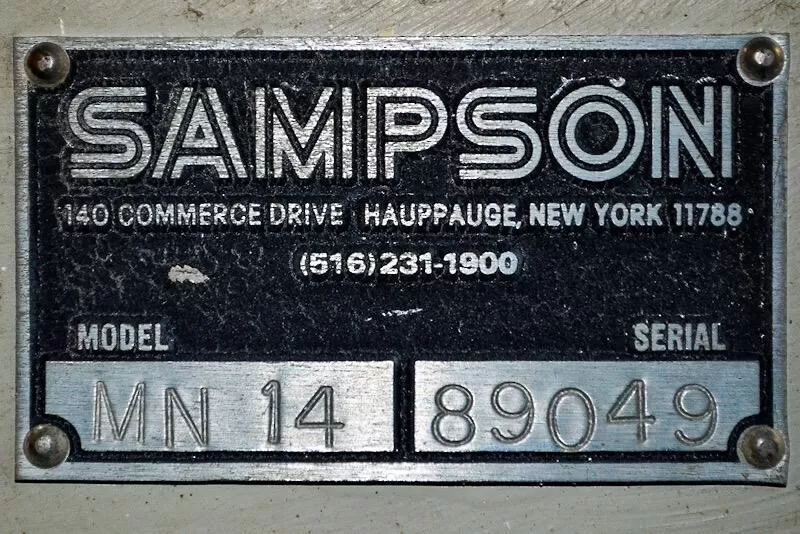 SAMPSON
140 COMMERCE DRIVE HAUPPAUGE, NEW YORK 11788
(516) 231-1900
MODEL SERIAL
MN 14 89049